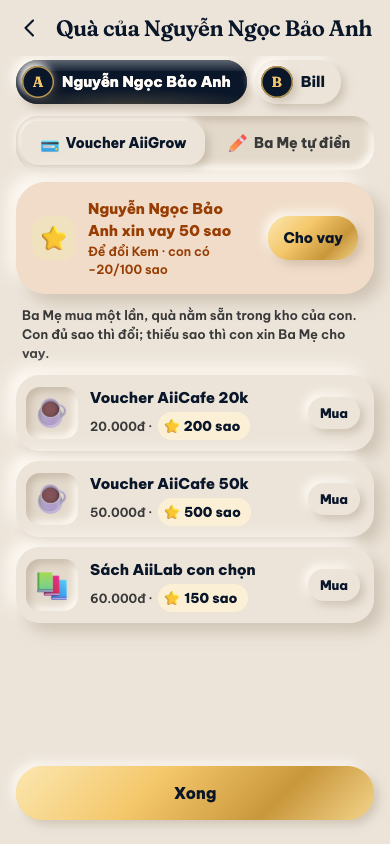 Quà của Nguyễn Ngọc Bảo Anh
A Nguyễn Ngọc Bảo Anh
B Bill
Voucher AiiGrow
Ba Mẹ tự điền
Nguyễn Ngọc Bảo
Anh xin vay 50 sao
Để đổi Kem · con có
-20/100 sao
Cho vay
Ba Mẹ mua một lần, quà nằm sẵn trong kho của con.
Con đủ sao thì đổi; thiếu sao thì con xin Ba Mẹ cho
vay.
Voucher AiiCafe 20k
20.000đ · 200 sao
Mua
Voucher AiiCafe 50k
50.000đ · 500 sao
Mua
Sách AiiLab con chọn
60.000đ · 150 sao
Mua
Xong